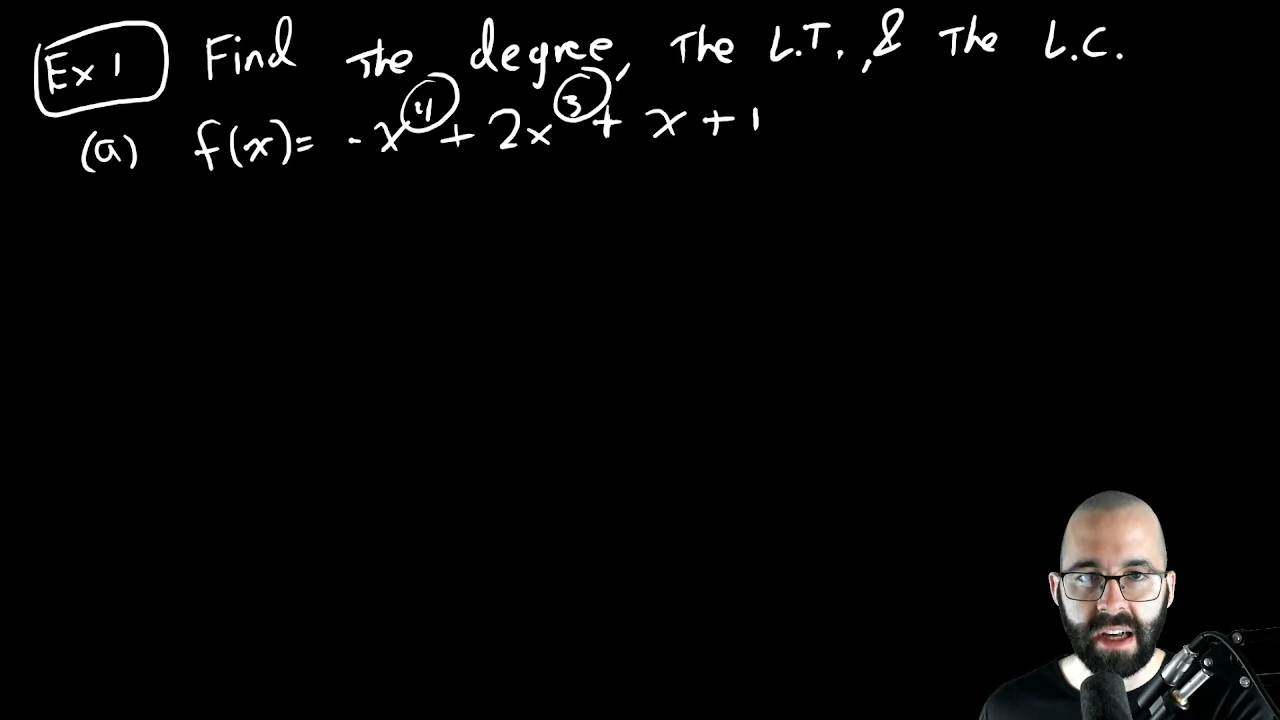 Ex 1 Find the degree, the L.T., & the L.C.
(a) f(x)= -x⁴ + 2x³ + x + 1